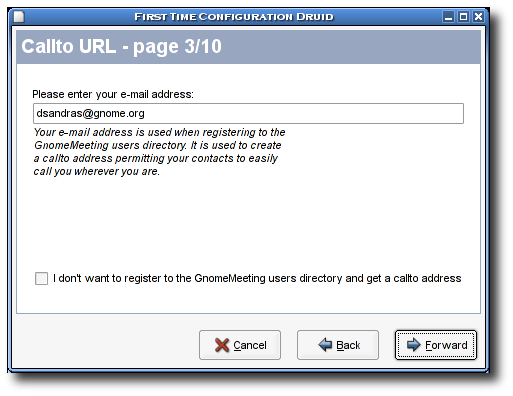 First Time Configuration Druid
Callto URL - page 3/10
Please enter your e-mail address:
dsandras@gnome.org
Your e-mail address is used when registering to the
GnomeMeeting users directory. It is used to create
a callto address permitting your contacts to easily
call you wherever you are.
I don't want to register to the GnomeMeeting users directory and get a callto address
Cancel
Back
Forward